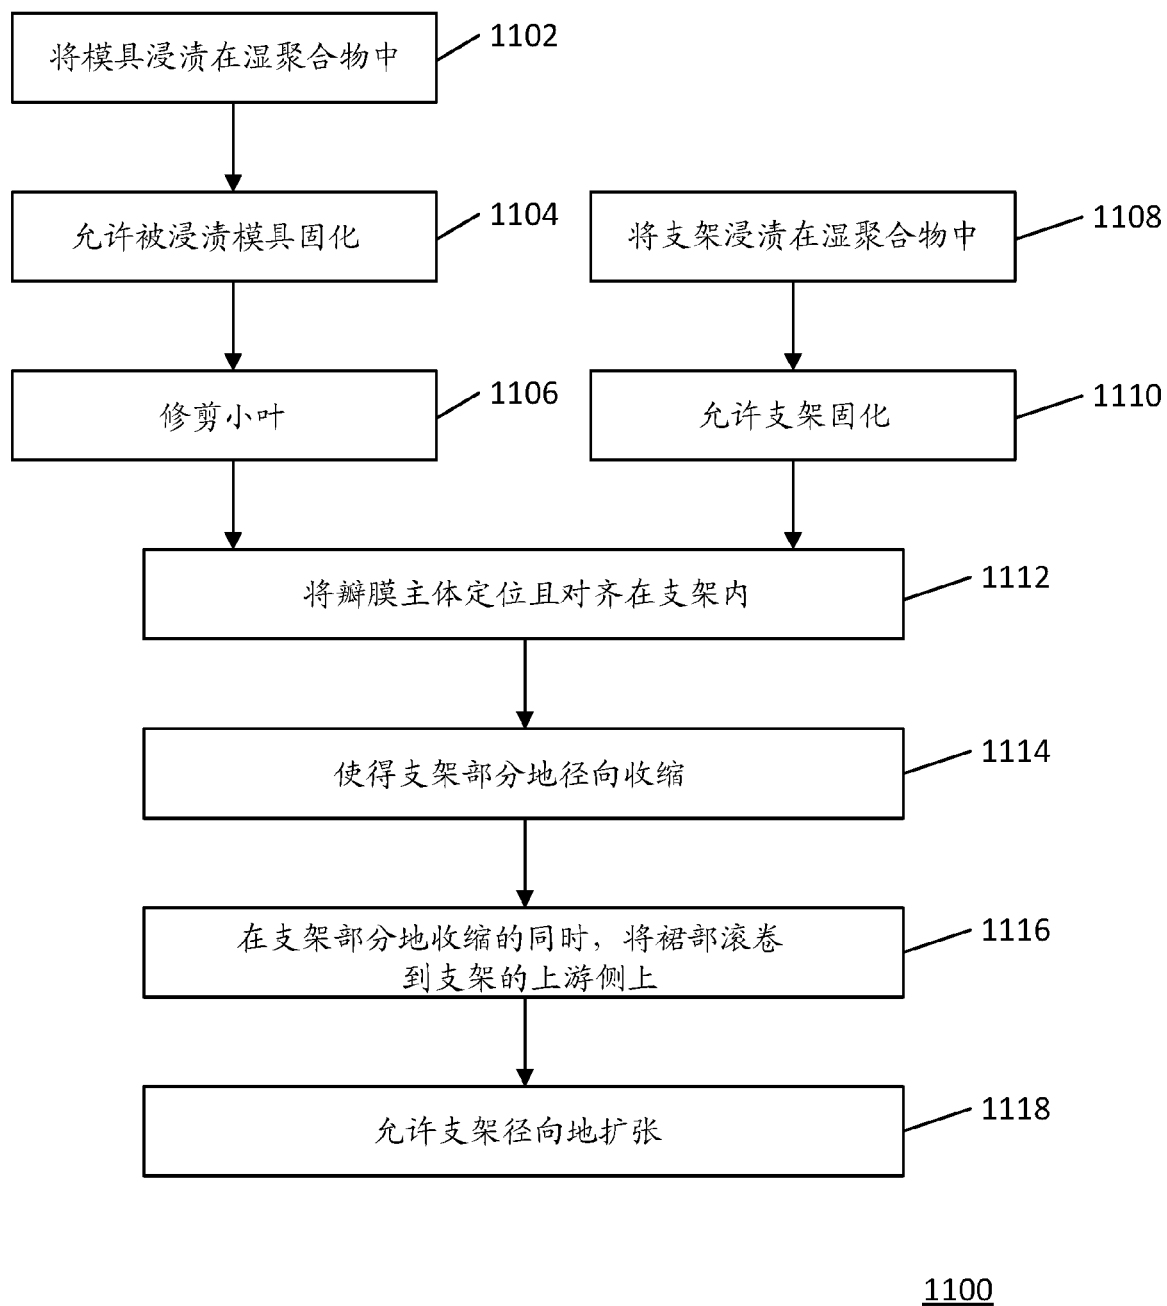 将模具浸渍在湿聚合物中
1102
允许被浸渍模具固化
1104
将支架浸渍在湿聚合物中
1108
修剪小叶
1106
允许支架固化
1110
将瓣膜主体定位且对齐在支架内
1112
使得支架部分地径向收缩
1114
在支架部分地收缩的同时，将裙部滚卷
到支架的上游侧上
1116
允许支架径向地扩张
1118
1100